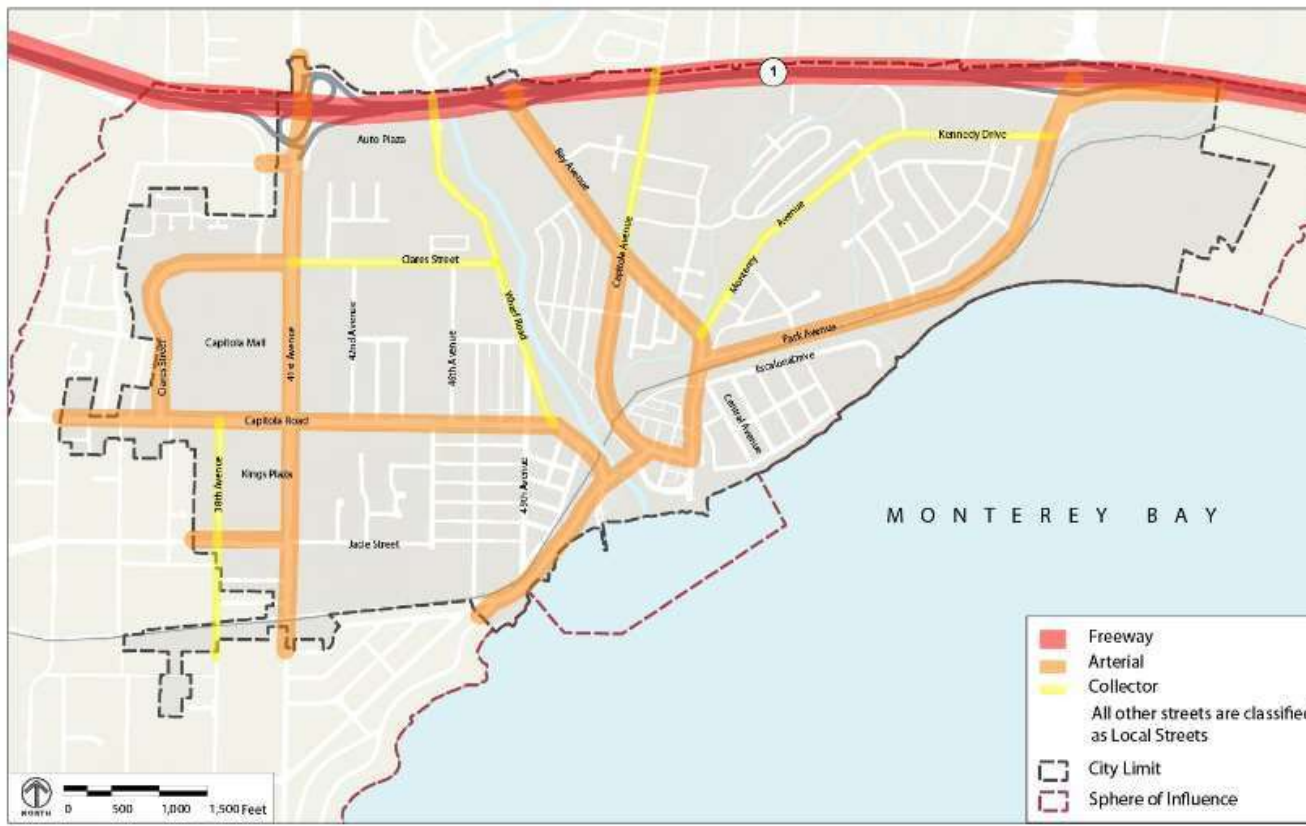 1
Auto Plaza
Kennedy Drive
Bay Avenue
Capitola Avenue
Monterey
Avenue
Clares Street
Wharf Road
42nd Avenue
46th Avenue
Capitola Mall
Clares Street
41st Avenue
Park Avenue
Escalona Drive
Central Avenue
Capitola Road
38th Avenue
Kings Plaza
49th Avenue
Jade Street
MONTEREY BAY
Freeway
Arterial
Collector
All other streets are classified
as Local Streets
City Limit
Sphere of Influence
NORTH
0 500 1,000 1,500 Feet